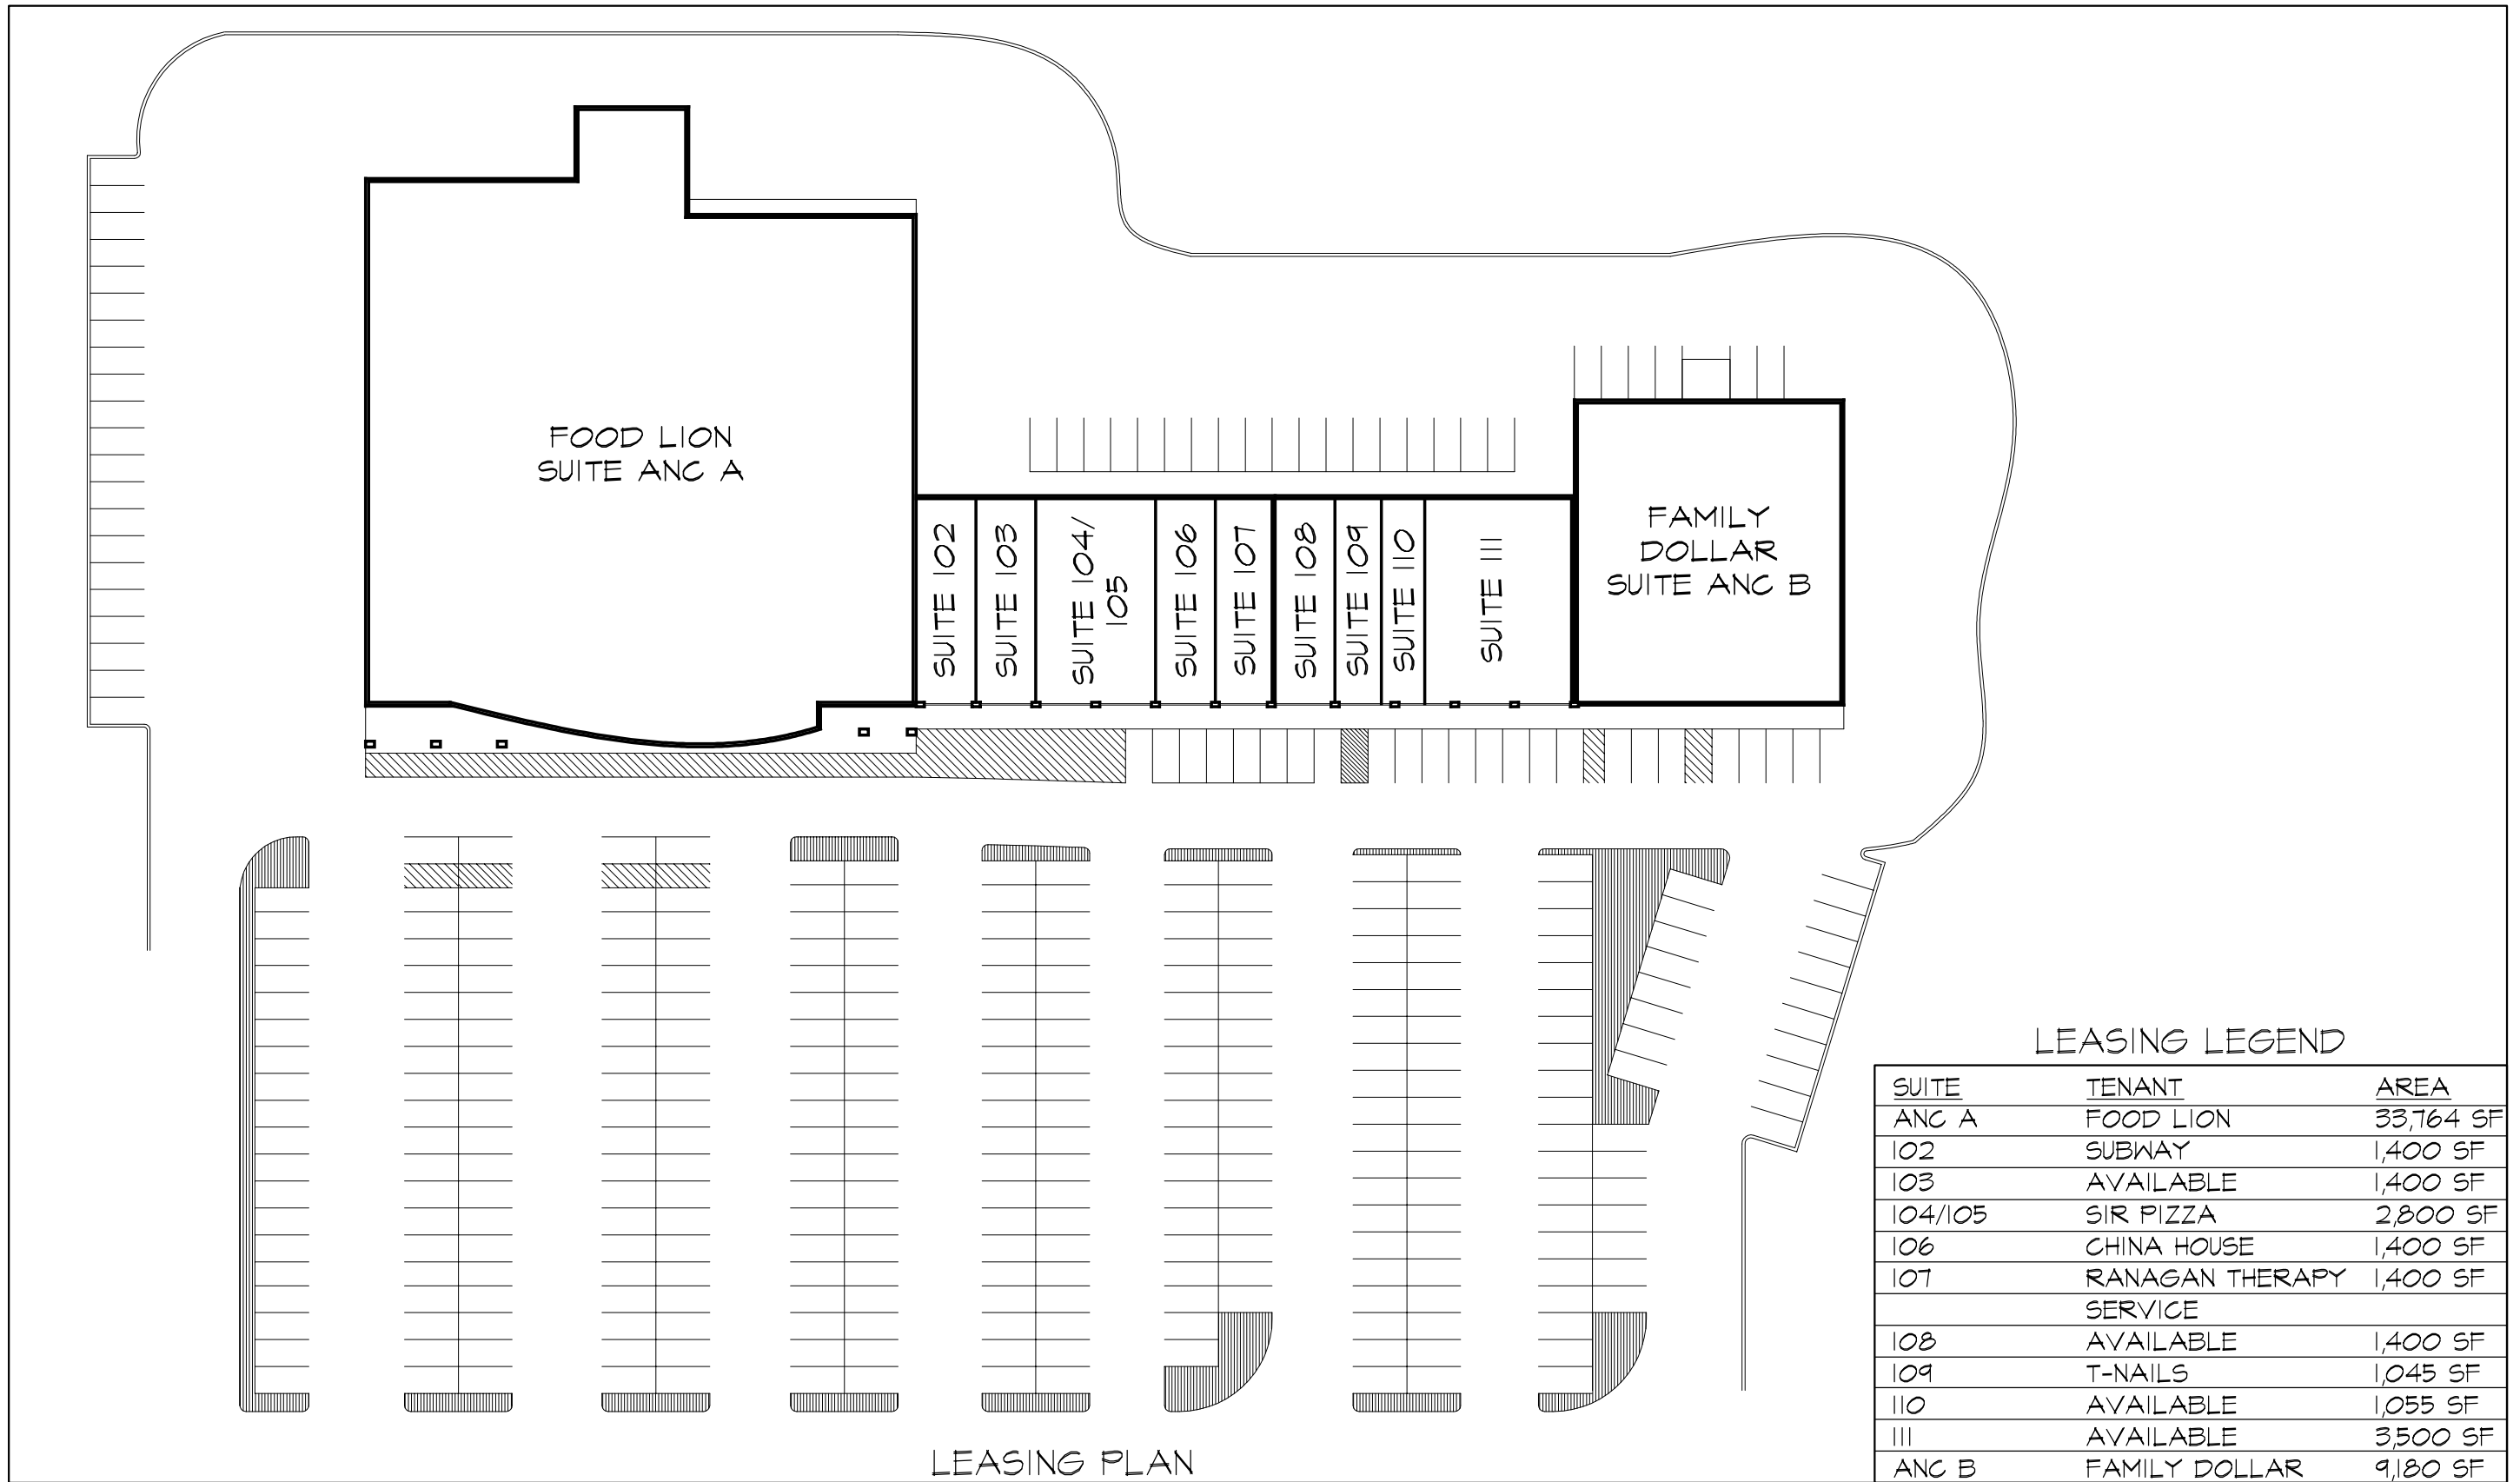 FOOD LION
SUITE ANC A
SUITE 102
SUITE 103
SUITE 104/
105
SUITE 106
SUITE 107
SUITE 108
SUITE 109
SUITE 110
SUITE 111
FAMILY
DOLLAR
SUITE ANC B
LEASING LEGEND
SUITE TENANT AREA
ANC A FOOD LION 33,764 SF
102 SUBWAY 1,400 SF
103 AVAILABLE 1,400 SF
104/105 SIR PIZZA 2,800 SF
106 CHINA HOUSE 1,400 SF
107 RANAGAN THERAPY 1,400 SF
SERVICE
108 AVAILABLE 1,400 SF
109 T-NAILS 1,045 SF
110 AVAILABLE 1,055 SF
111 AVAILABLE 3,500 SF
ANC B FAMILY DOLLAR 9,180 SF
LEASING PLAN